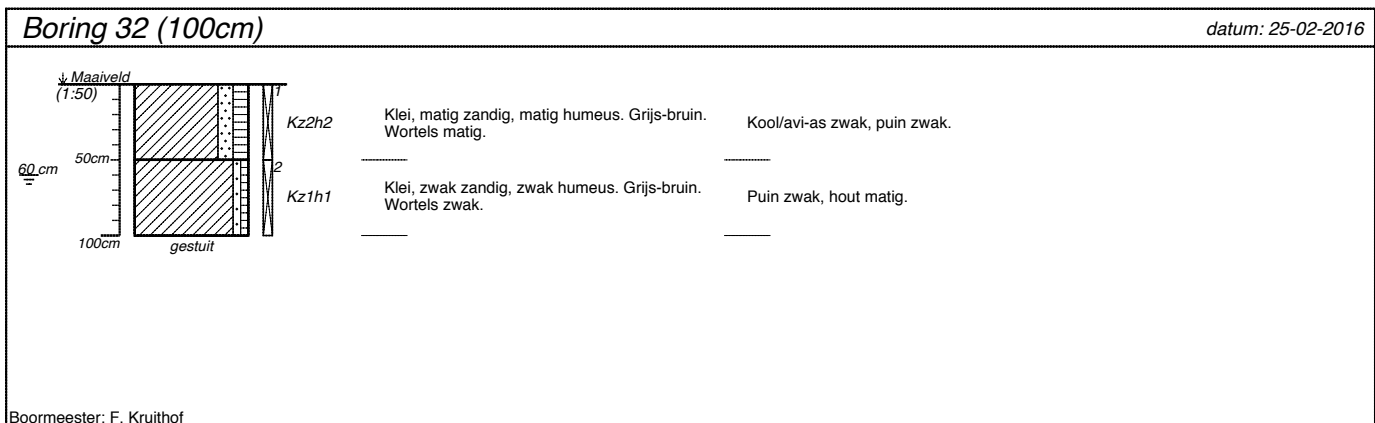 Boring 32 (100cm)
datum: 25-02-2016
Maaiveld
(1:50)
1
Kz2h2
Klei, matig zandig, matig humeus. Grijs-bruin.
Wortels matig.
Kool/avi-as zwak, puin zwak.
50cm
60 cm
2
Kz1h1
Klei, zwak zandig, zwak humeus. Grijs-bruin.
Wortels zwak.
Puin zwak, hout matig.
100cm
gestuit
Boormeester: F. Kruithof